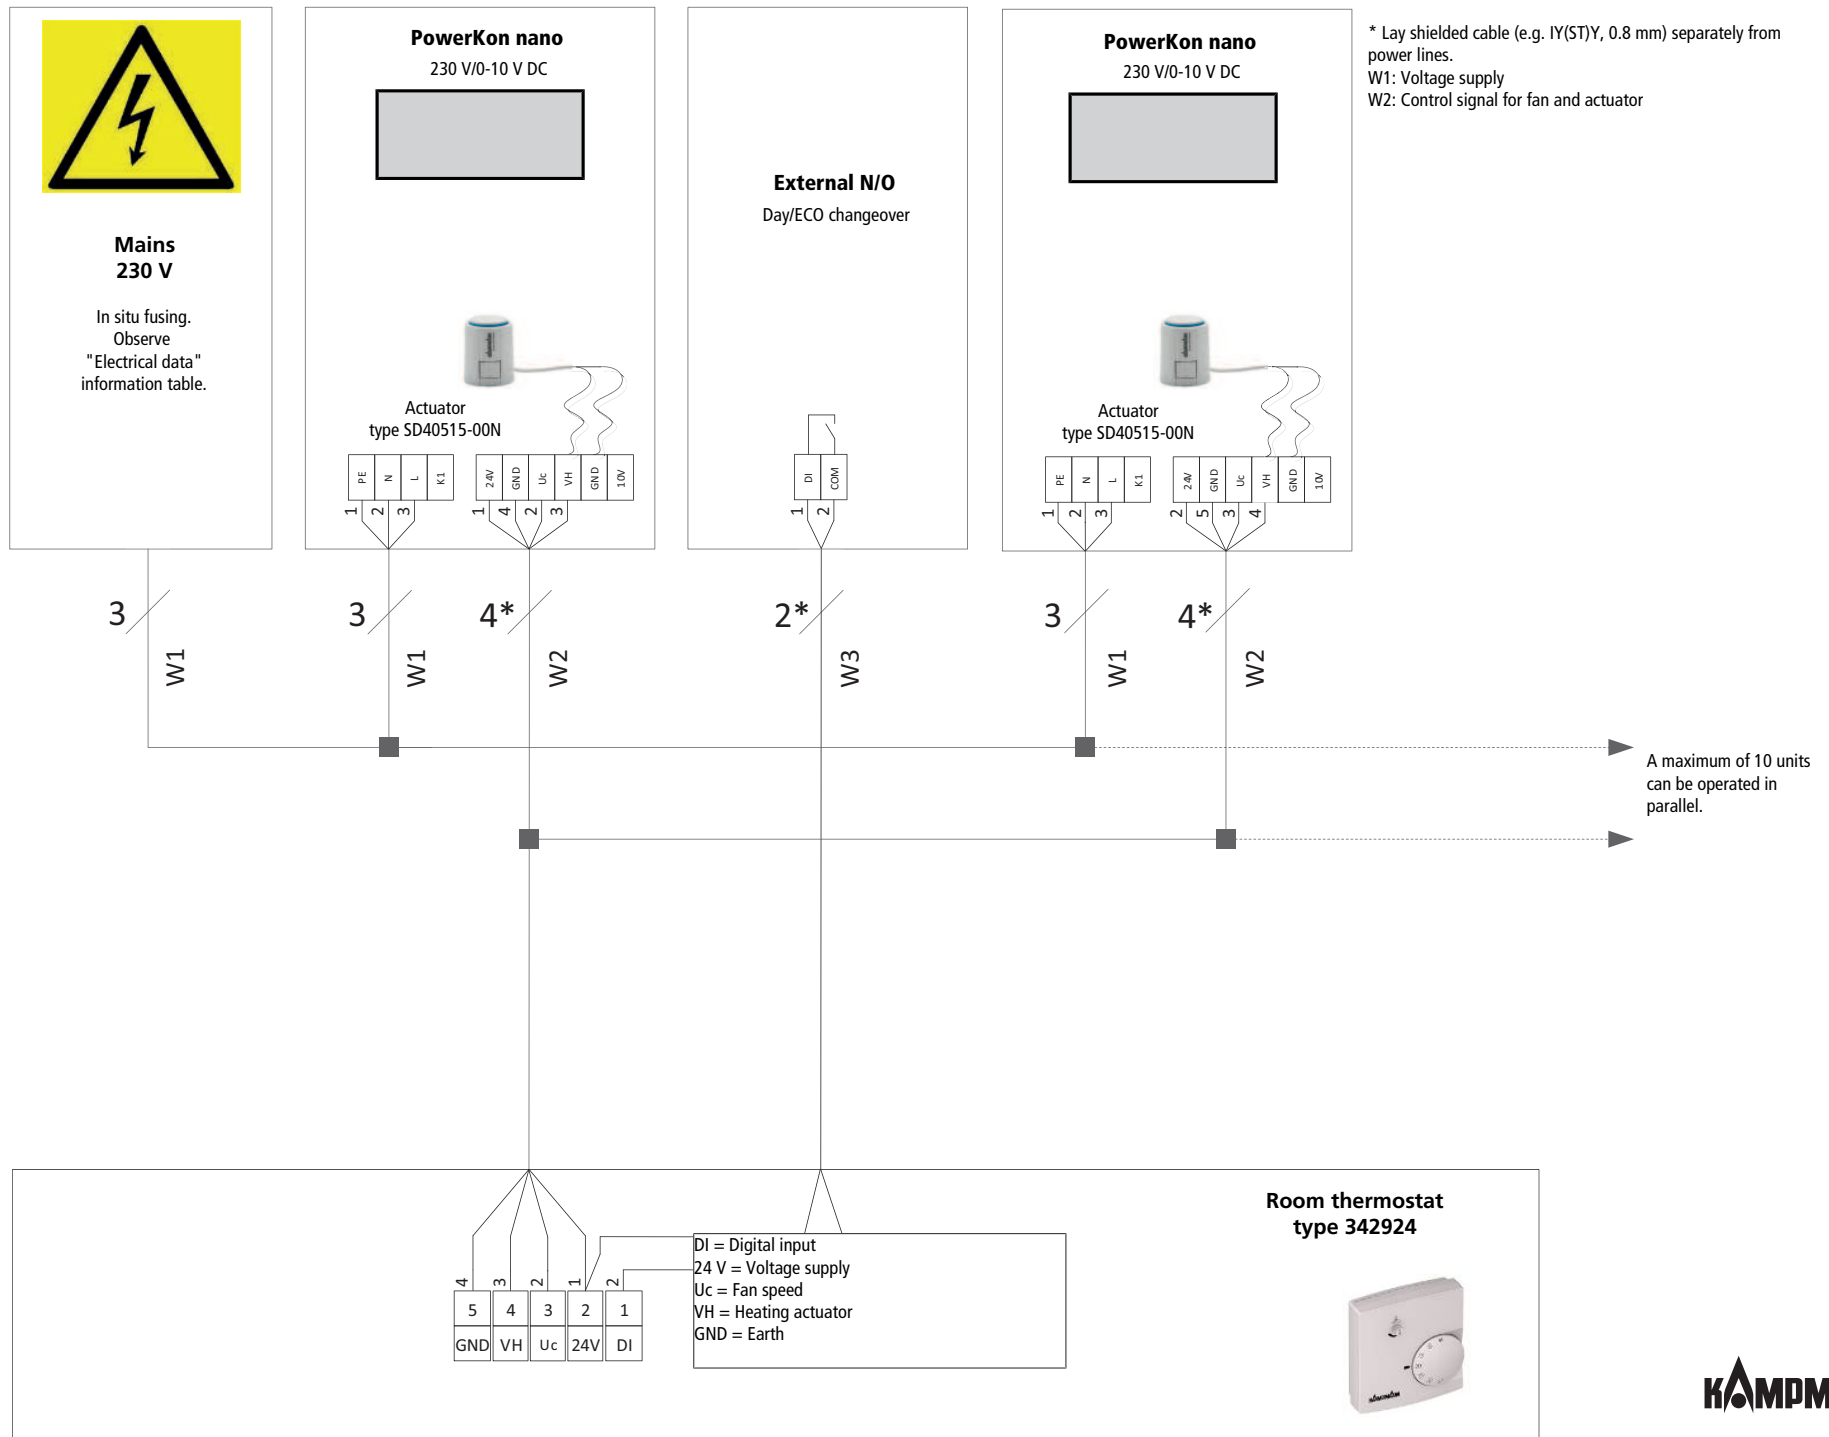 Mains
230 V
In situ fusing.
Observe
"Electrical data"
information table.
PowerKon nano
230 V/0-10 V DC
Actuator
type SD40515-00N
PE N L K1
24V GND Uc VH GND 10V
1 2 3
1 4 2 3
External N/O
Day/ECO changeover
DI COM
1 2
PowerKon nano
230 V/0-10 V DC
Actuator
type SD40515-00N
PE N L K1
24V GND Uc VH GND 10V
1 2 3
2 5 3 4
* Lay shielded cable (e.g. IY(ST)Y, 0.8 mm) separately from
power lines.
W1: Voltage supply
W2: Control signal for fan and actuator
3 3 4* 2* 3 4*
W1 W1 W2 W3 W1 W2
A maximum of 10 units
can be operated in
parallel.
4 3 2 1 2
5 4 3 2 1
GND VH Uc 24V DI
DI = Digital input
24 V = Voltage supply
Uc = Fan speed
VH = Heating actuator
GND = Earth
Room thermostat
type 342924
KAMPM